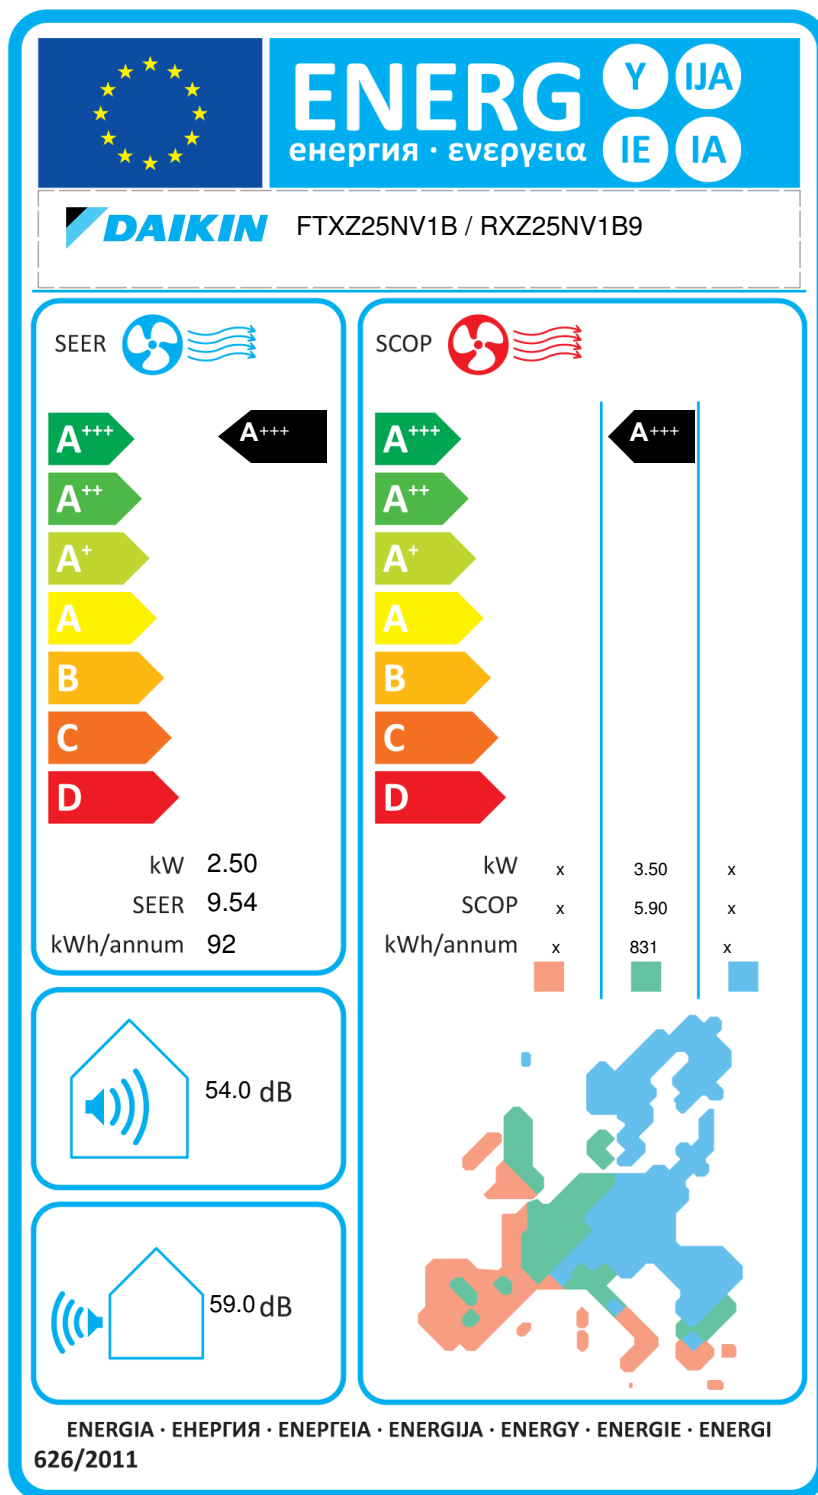 ENERG
енергия · ενεργεια
Y IJA
IE IA
DAIKIN FTXZ25NV1B / RXZ25NV1B9
SEER
A+++ A+++
A++
A+
A
B
C
D
kW 2.50
SEER 9.54
kWh/annum 92
SCOP
A+++ A+++
A++
A+
A
B
C
D
kW x 3.50 x
SCOP x 5.90 x
kWh/annum x 831 x
54.0 dB
59.0 dB
ENERGIA · ЕНЕРГИЯ · ΕΝΕΡΓΕΙΑ · ENERGIJA · ENERGY · ENERGIE · ENERGI
626/2011